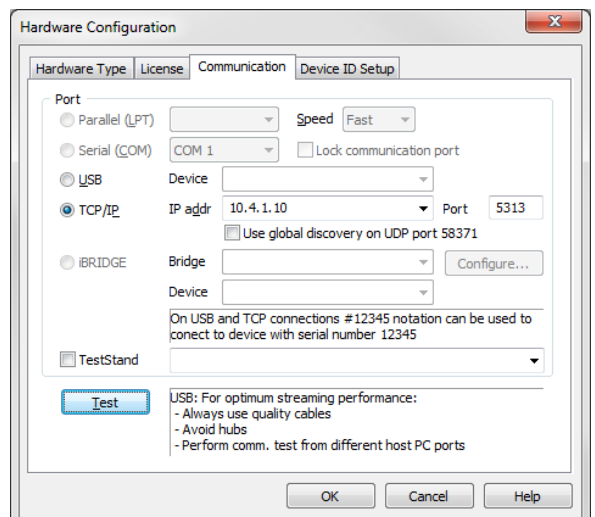 Hardware Configuration
Hardware Type License Communication Device ID Setup
Port
Parallel (LPT) Speed Fast
Serial (COM) COM 1 Lock communication port
USB Device
TCP/IP IP addr 10.4.1.10 Port 5313
Use global discovery on UDP port 58371
iBRIDGE Bridge Configure...
Device
On USB and TCP connections #12345 notation can be used to
conect to device with serial number 12345
TestStand
Test USB: For optimum streaming performance:
- Always use quality cables
- Avoid hubs
- Perform comm. test from different host PC ports
OK Cancel Help